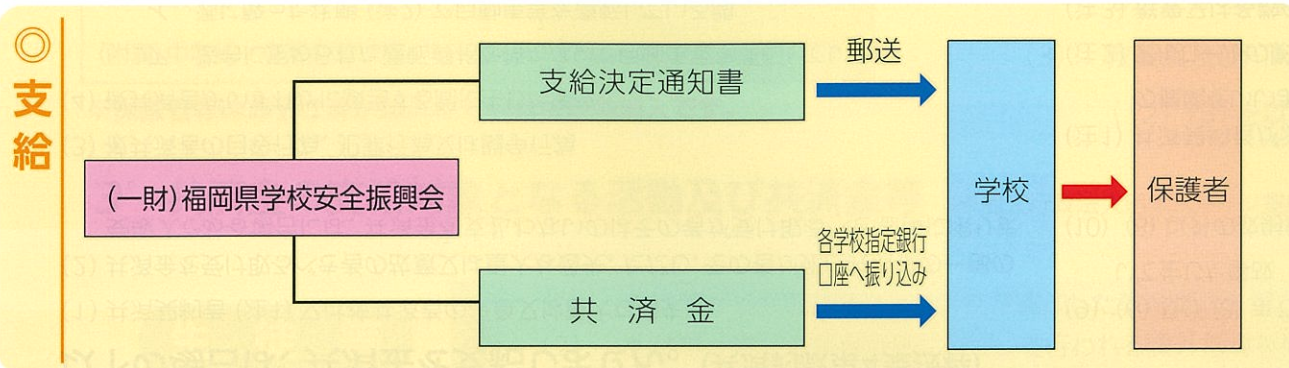 ◎支給
支給決定通知書
郵送
(一財)福岡県学校安全振興会
学校
保護者
各学校指定銀行
口座へ振り込み
共 済 金